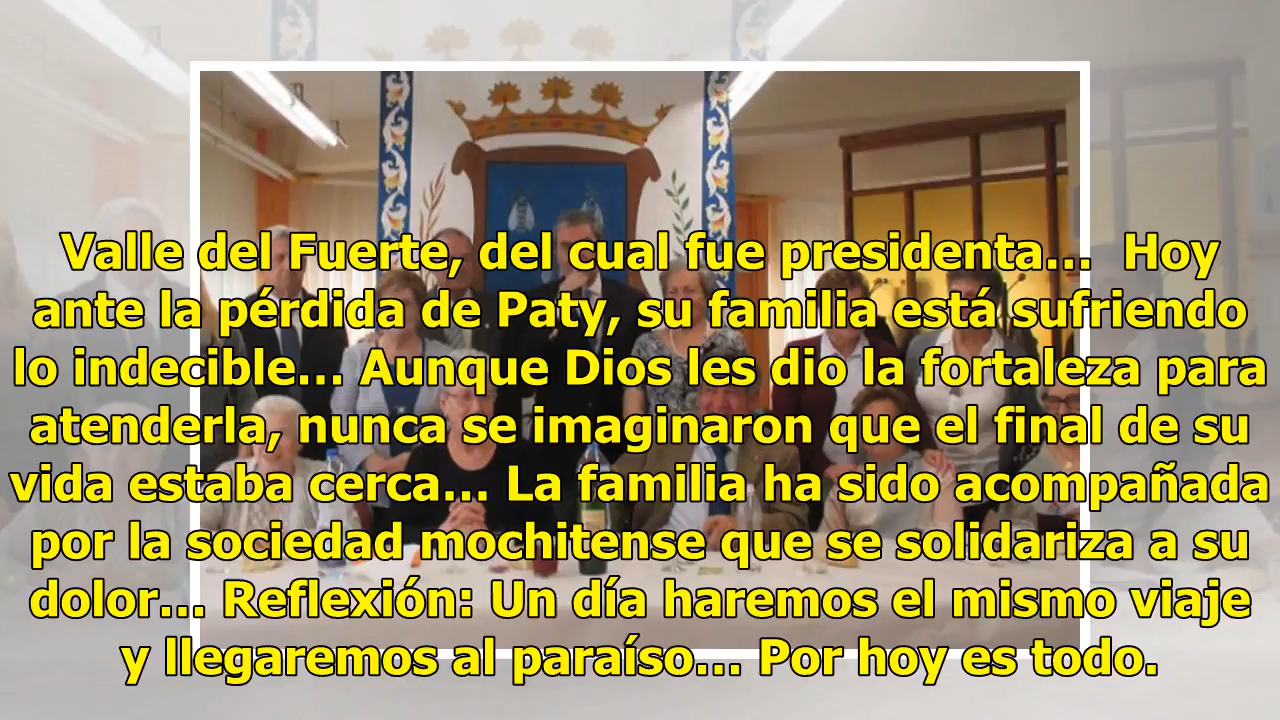 Valle del Fuerte, del cual fue presidenta... Hoy
ante la pérdida de Paty, su familia está sufriendo
lo indecible... Aunque Dios les dio la fortaleza para
atenderla, nunca se imaginaron que el final de su
vida estaba cerca... La familia ha sido acompañada
por la sociedad mochitense que se solidariza a su
dolor... Reflexión: Un día haremos el mismo viaje
y llegaremos al paraíso... Por hoy es todo.